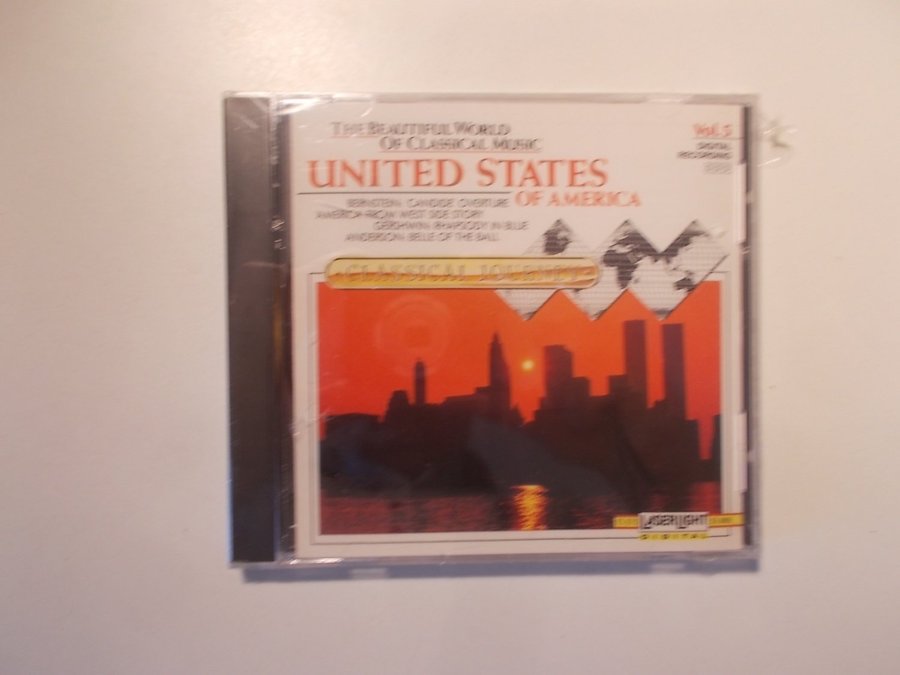 THE BEAUTIFUL WORLD
OF CLASSICAL MUSIC
UNITED STATES
OF AMERICA
Vol. 5
DIGITAL
RECORDING
BERNSTEIN: 'CANDIDE' OVERTURE
AMERICA FROM WEST SIDE STORY
GERSHWIN: RHAPSODY IN BLUE
ANDERSON: BELLE OF THE BALL
CLASSICAL JOURNEY
LASERLIGHT
DIGITAL